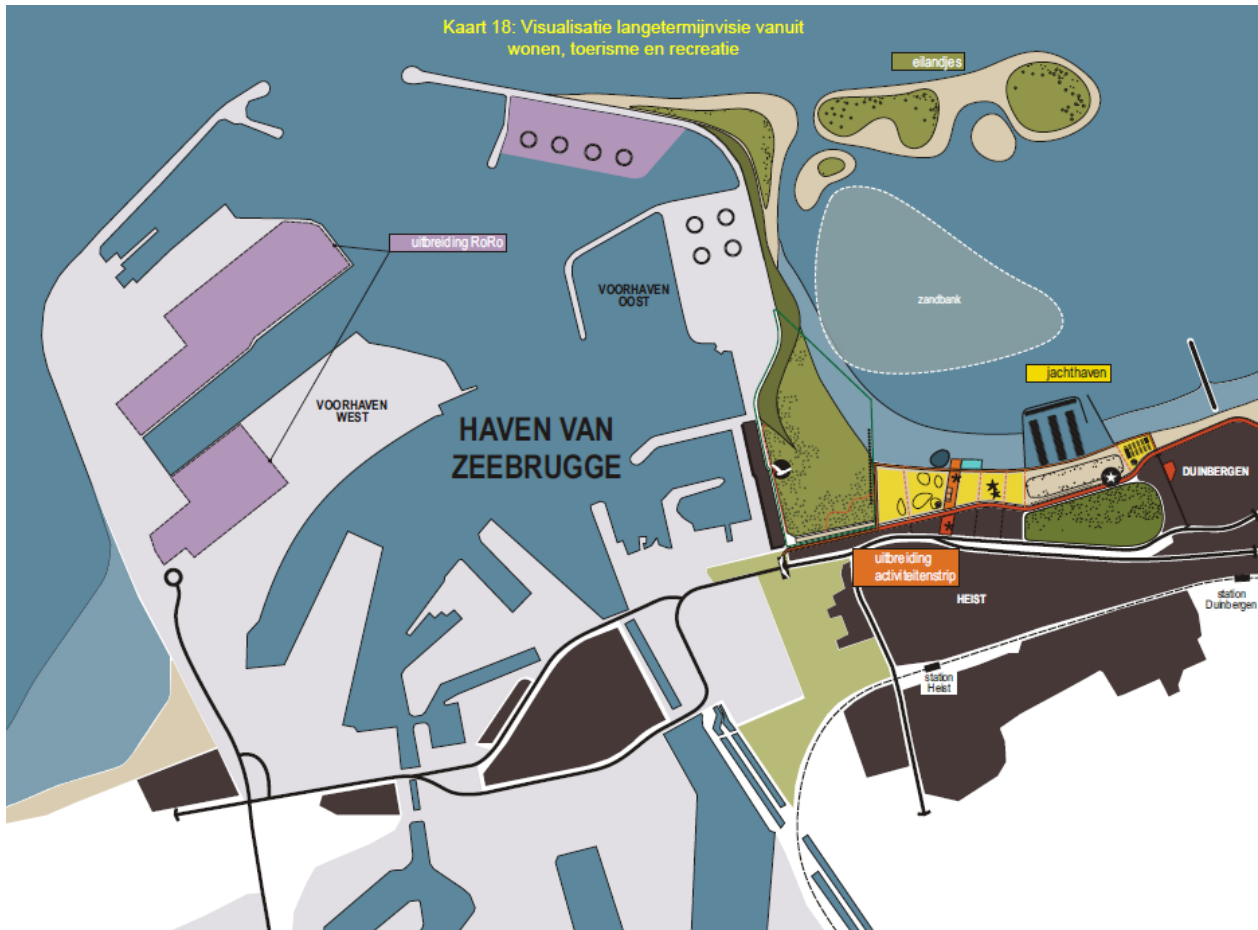 Kaart 18: Visualisatie langetermijnvisie vanuit
wonen, toerisme en recreatie
eilandjes
uitbreiding RoRo
VOORHAVEN
OOST
zandbank
jachthaven
VOORHAVEN
WEST
HAVEN VAN
ZEEBRUGGE
DUINBERGEN
uitbreiding
activiteitenstrip
HEIST
station
Duinbergen
station
Heist